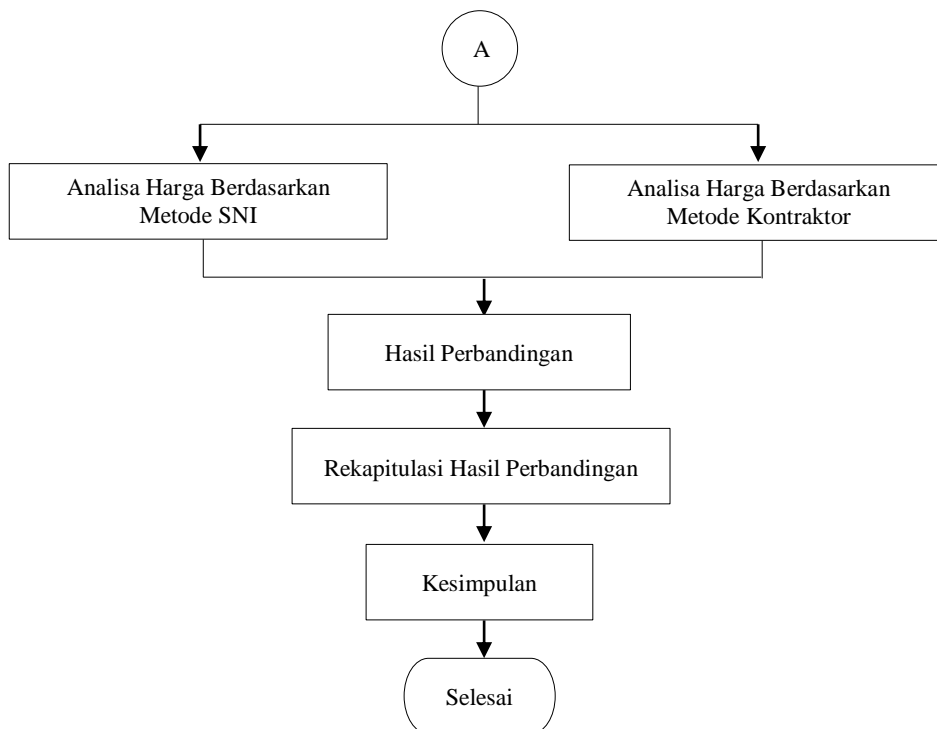 A
Analisa Harga Berdasarkan
Metode SNI
Analisa Harga Berdasarkan
Metode Kontraktor
Hasil Perbandingan
Rekapitulasi Hasil Perbandingan
Kesimpulan
Selesai